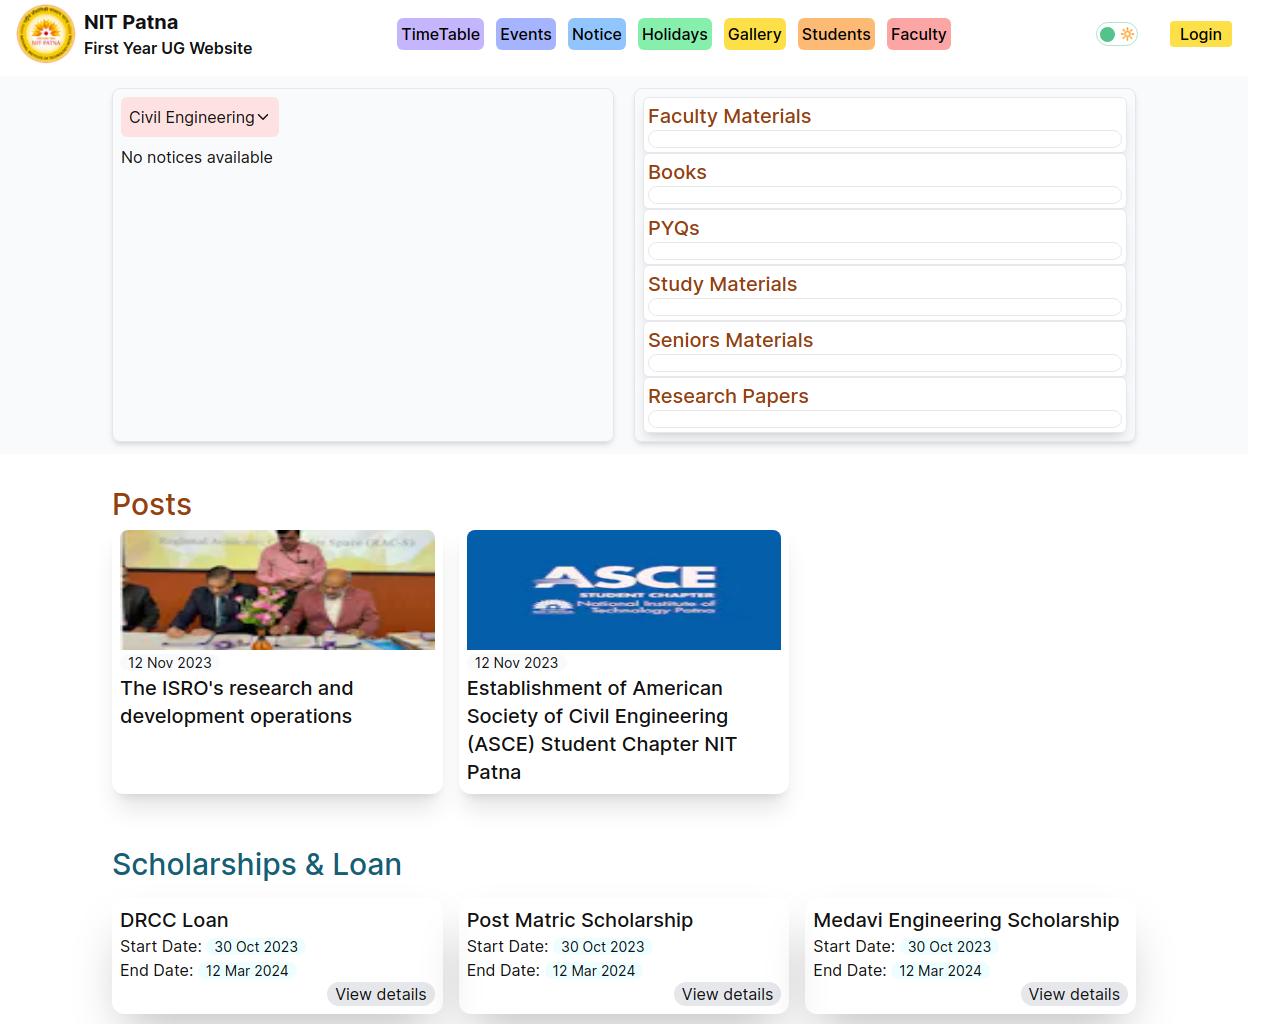 NIT Patna
First Year UG Website
TimeTable
Events
Notice
Holidays
Gallery
Students
Faculty
Login
Civil Engineering
No notices available
Faculty Materials
Books
PYQs
Study Materials
Seniors Materials
Research Papers
Posts
12 Nov 2023
The ISRO's research and
development operations
ASCE
STUDENT CHAPTER
National Institute of
Technology Patna
12 Nov 2023
Establishment of American
Society of Civil Engineering
(ASCE) Student Chapter NIT
Patna
Scholarships & Loan
DRCC Loan
Start Date: 30 Oct 2023
End Date: 12 Mar 2024
View details
Post Matric Scholarship
Start Date: 30 Oct 2023
End Date: 12 Mar 2024
View details
Medavi Engineering Scholarship
Start Date: 30 Oct 2023
End Date: 12 Mar 2024
View details